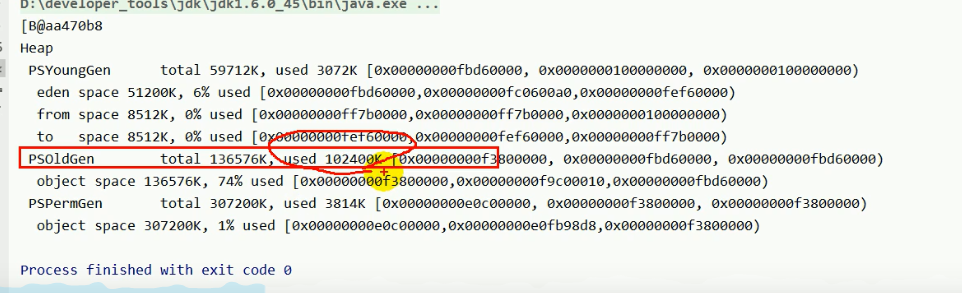 D:\developer_tools\jdk\jdk1.6.0_45\bin\java.exe ...
[B@aa470b8
Heap
PSYoungGen total 59712K, used 3072K [0x00000000fbd60000, 0x0000000100000000, 0x0000000100000000)
eden space 51200K, 6% used [0x00000000fbd60000,0x00000000fc0600a0,0x00000000fef60000)
from space 8512K, 0% used [0x00000000ff7b0000,0x00000000ff7b0000,0x0000000100000000)
to space 8512K, 0% used [0x00000000fef60000,0x00000000fef60000,0x00000000ff7b0000)
PSOldGen total 136576K, used 102400K [0x00000000f3800000, 0x00000000fbd60000, 0x00000000fbd60000)
object space 136576K, 74% used [0x00000000f3800000,0x00000000f9c00010,0x00000000fbd60000)
PSPermGen total 307200K, used 3814K [0x00000000e0c00000, 0x00000000f3800000, 0x00000000f3800000)
object space 307200K, 1% used [0x00000000e0c00000,0x00000000e0fb98d8,0x00000000f3800000)
Process finished with exit code 0